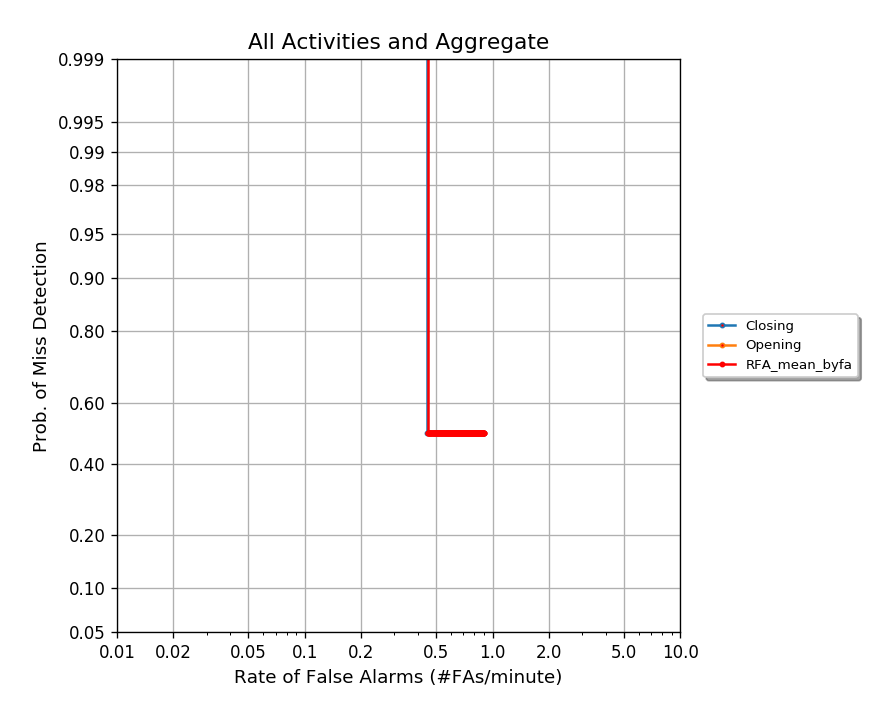 All Activities and Aggregate
0.999
0.995
0.99
0.98
0.95
0.90
0.80
0.60
0.40
0.20
0.10
0.05
Prob. of Miss Detection
0.01 0.02 0.05 0.1 0.2 0.5 1.0 2.0 5.0 10.0
Rate of False Alarms (#FAs/minute)
Closing
Opening
RFA_mean_byfa